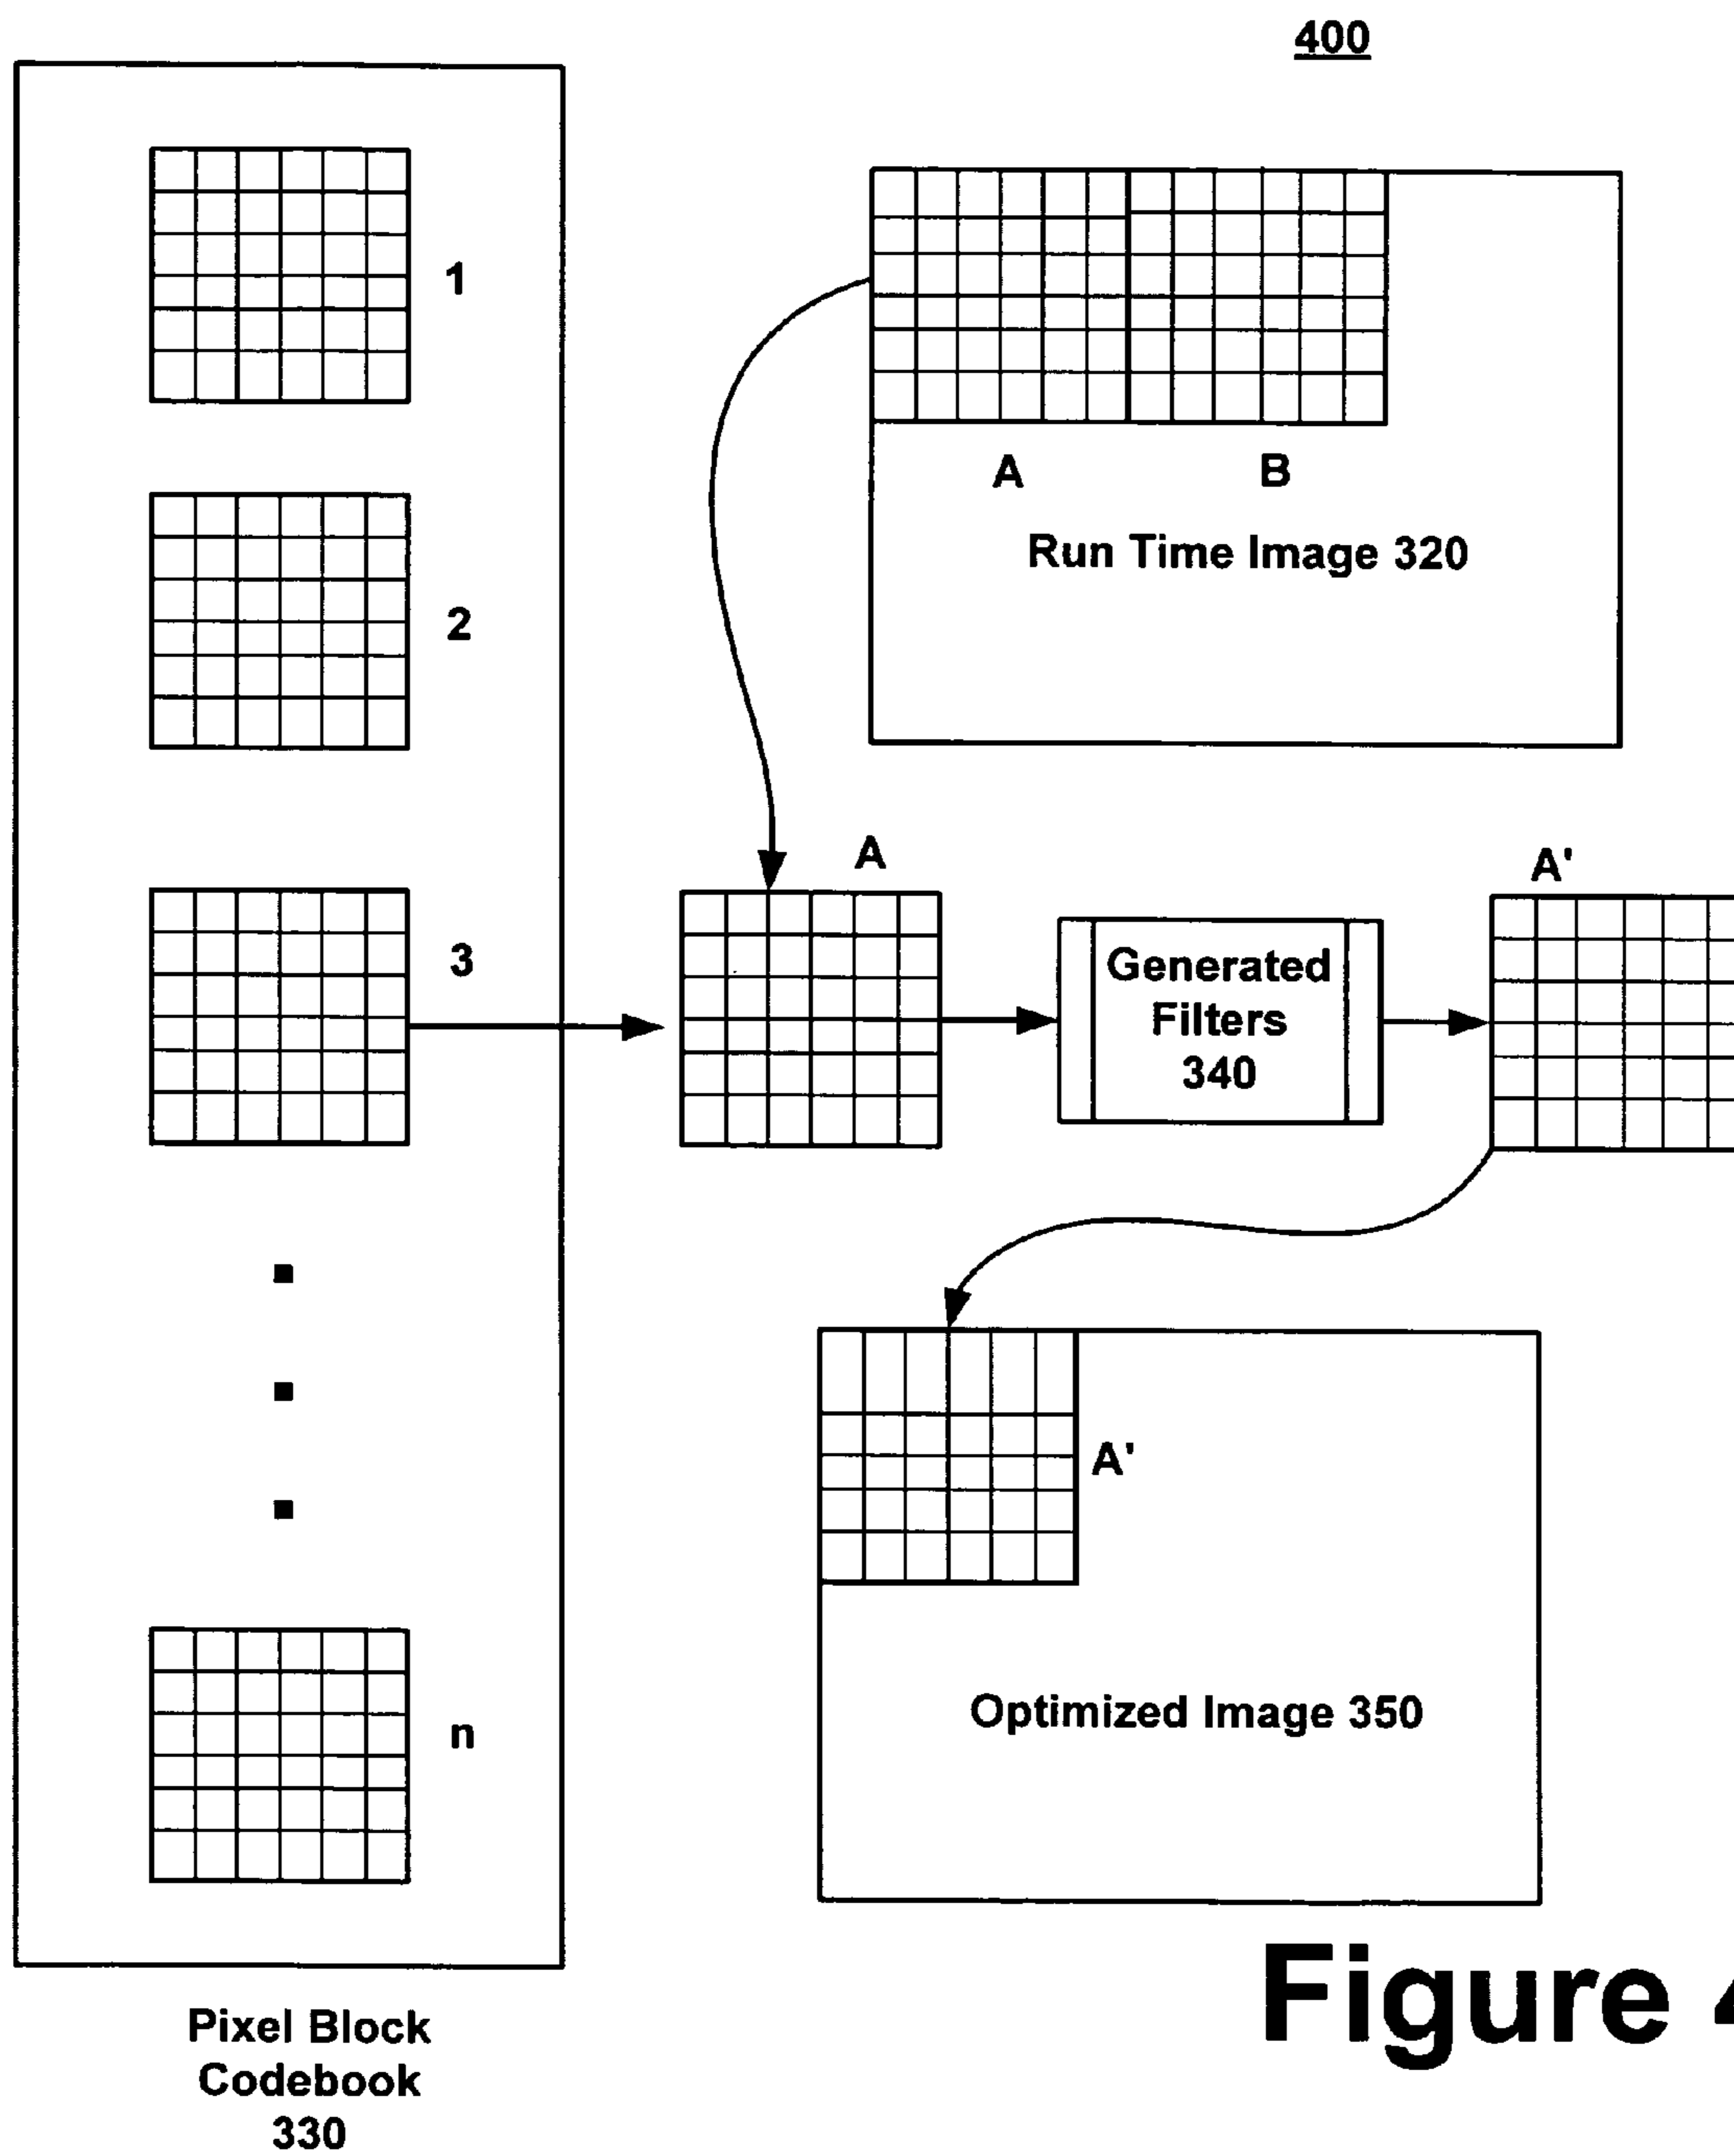 400
1
A
B
Run Time Image 320
2
A
A'
3
Generated
Filters
340
A'
Optimized Image 350
n
Figure 4
Pixel Block
Codebook
330